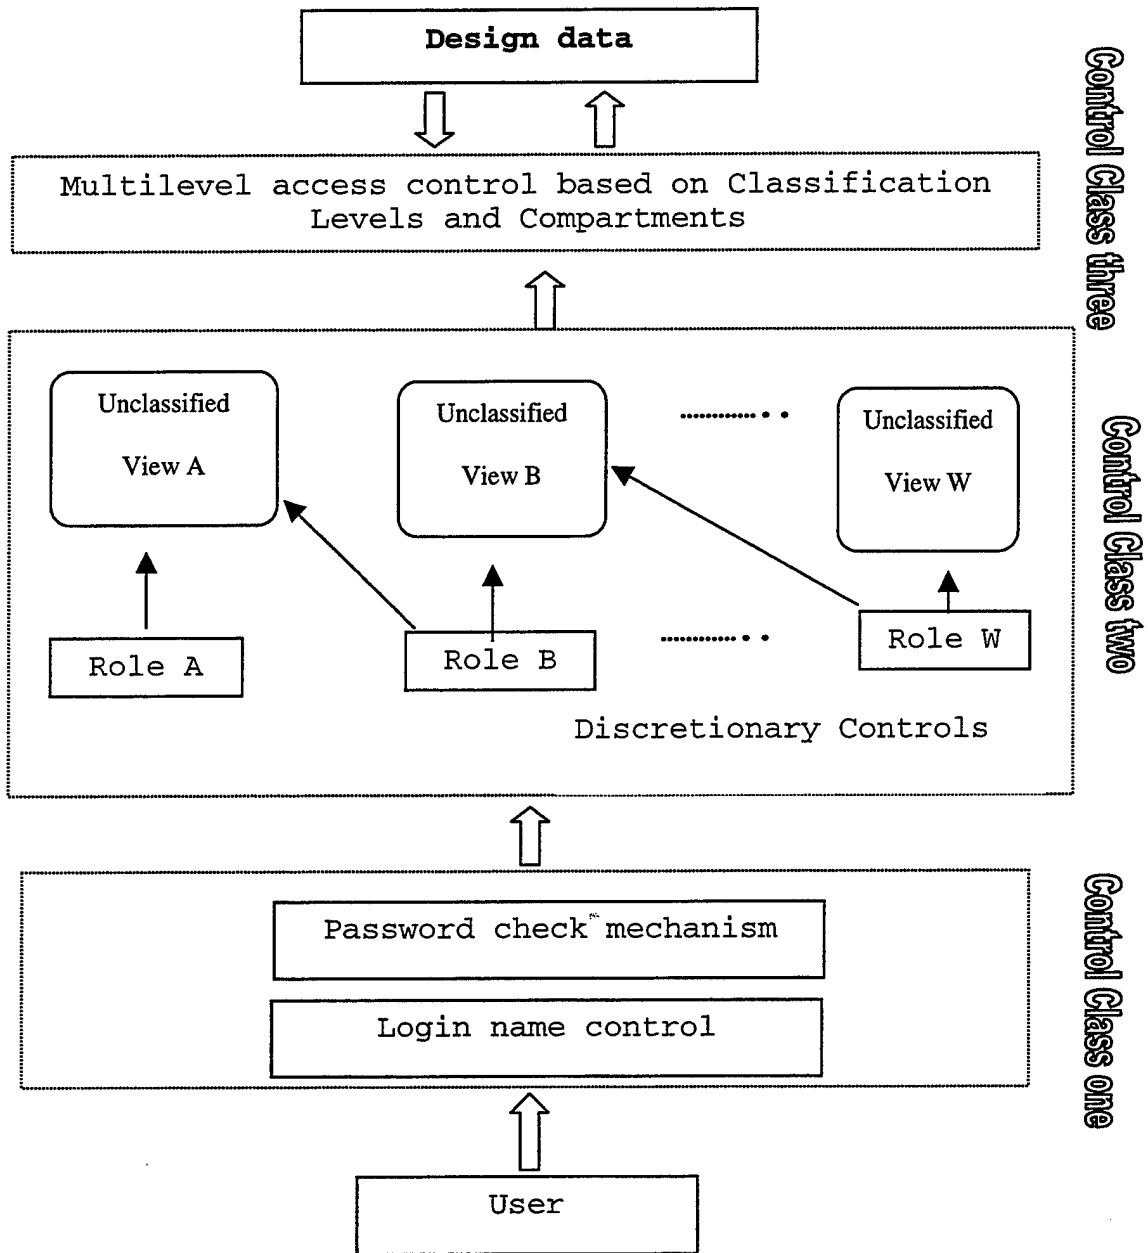 Design data
Multilevel access control based on Classification
Levels and Compartments
Control Class three
Unclassified
View A
Unclassified
View B
Unclassified
View W
Role A
Role B
Role W
Discretionary Controls
Control Class two
Password check mechanism
Login name control
Control Class one
User